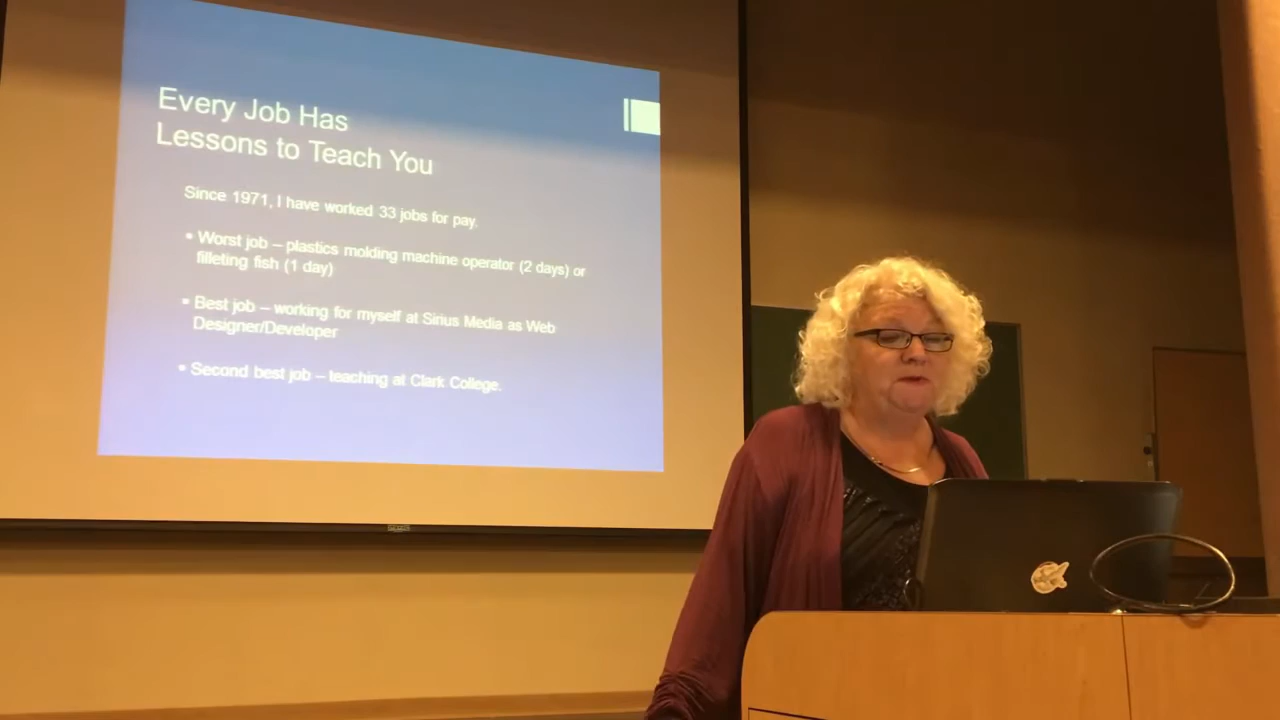 Every Job Has
Lessons to Teach You
Since 1971, I have worked 33 jobs for pay.
▪ Worst job – plastics molding machine operator (2 days) or
filleting fish (1 day)
▪ Best job – working for myself at Sirius Media as Web
Designer/Developer
▪ Second best job – teaching at Clark College.